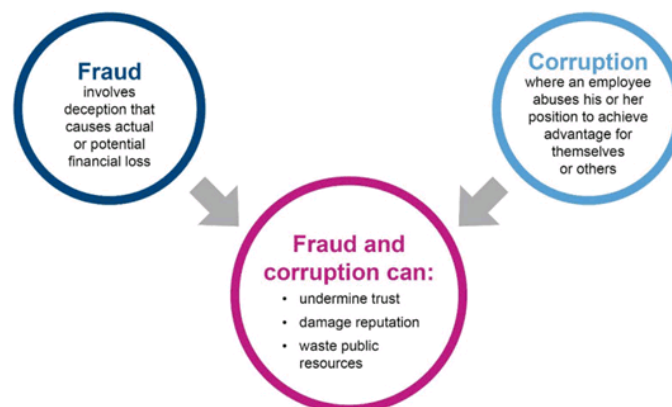 Fraud
involves
deception that
causes actual
or potential
financial loss
Corruption
where an employee
abuses his or her
position to achieve
advantage for
themselves
or others
Fraud and
corruption can:
• undermine trust
• damage reputation
• waste public
resources